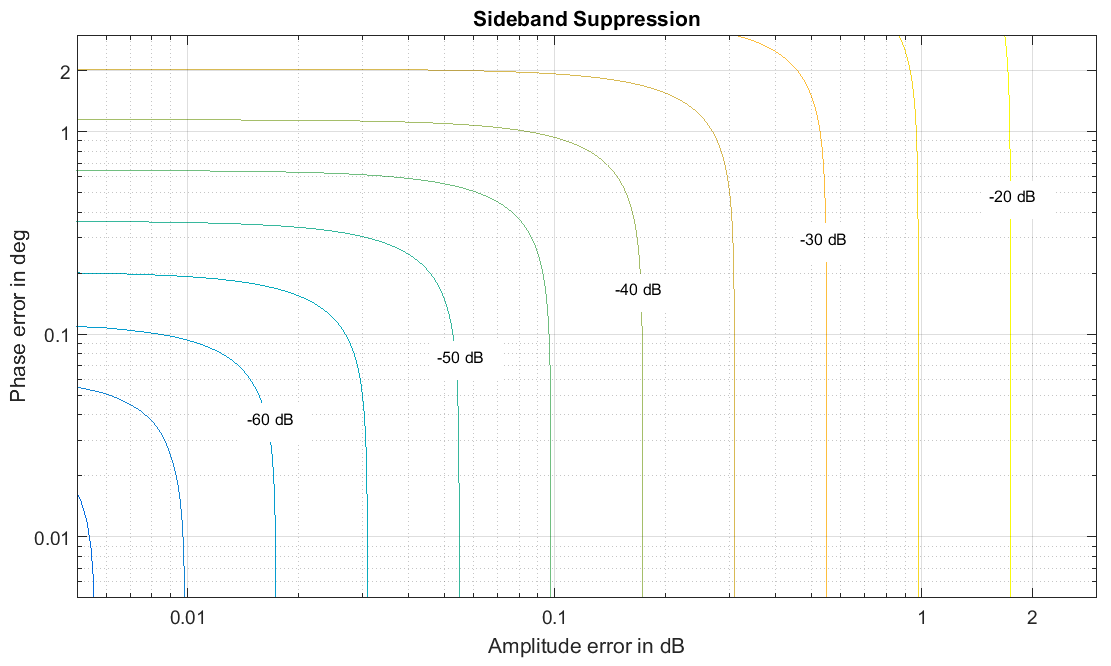 Sideband Suppression
2
1
0.1
0.01
Phase error in deg
-20 dB
-30 dB
-40 dB
-50 dB
-60 dB
0.01
0.1
1
2
Amplitude error in dB